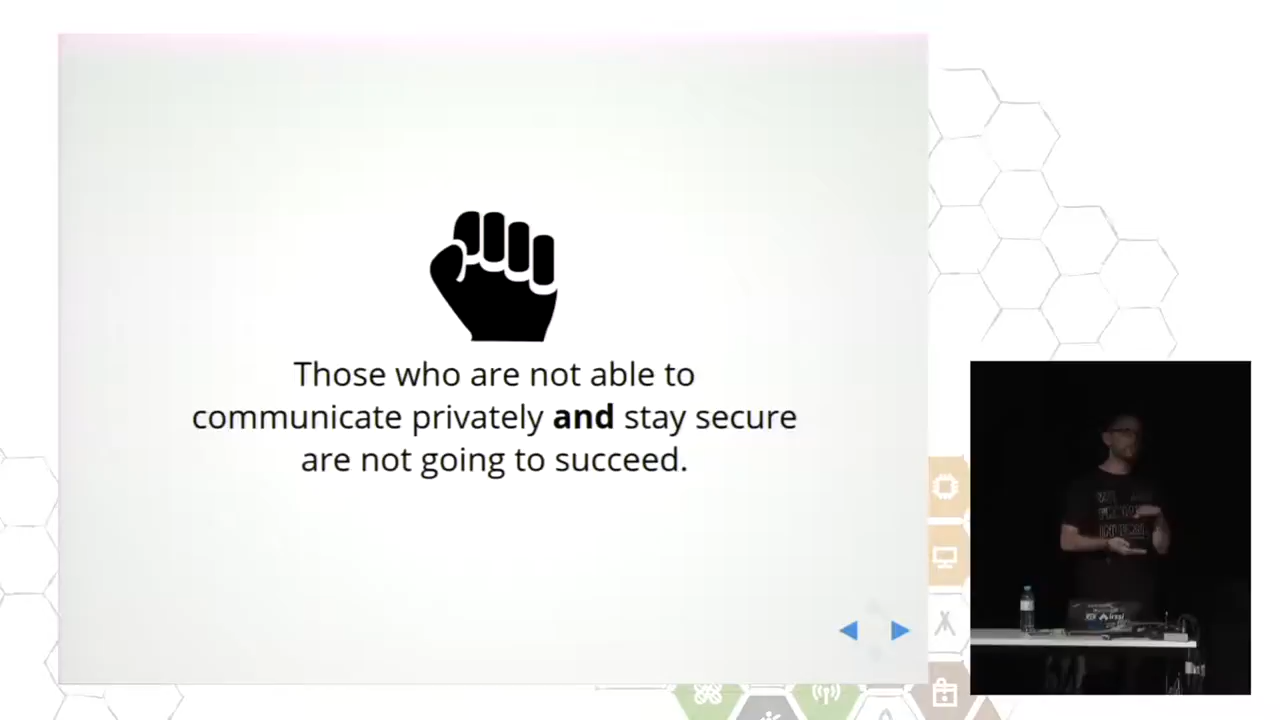 Those who are not able to
communicate privately and stay secure
are not going to succeed.